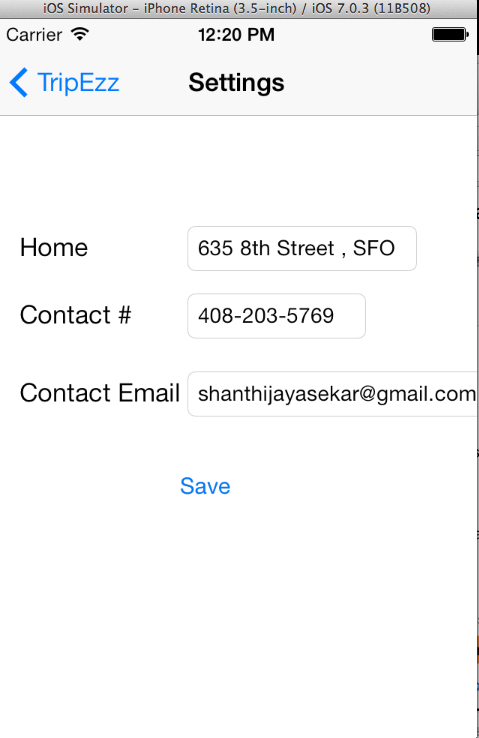 iOS Simulator - iPhone Retina (3.5-inch) / iOS 7.0.3 (11B508)
Carrier 12:20 PM
TripEzz Settings
Home 635 8th Street , SFO
Contact # 408-203-5769
Contact Email shanthijayasekar@gmail.com
Save